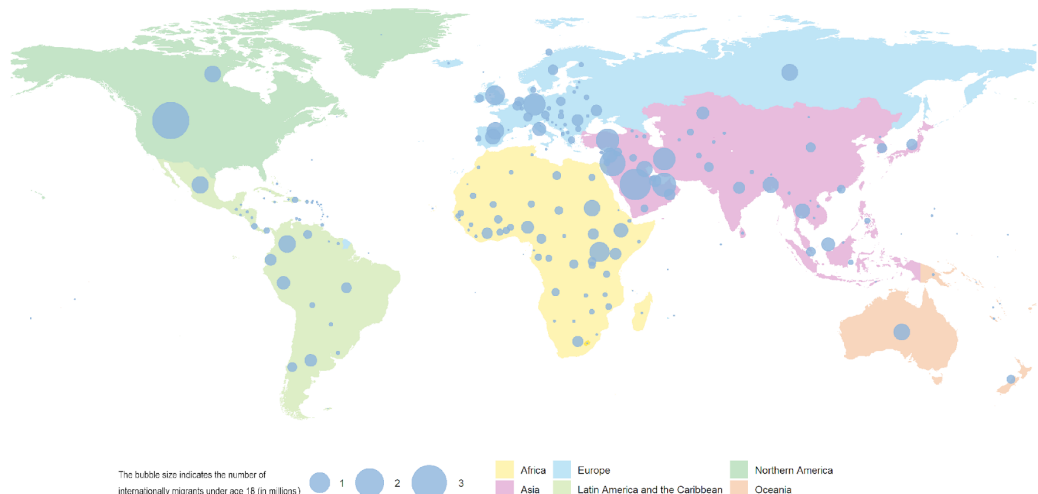 The bubble size indicates the number of
internationally migrants under age 18 (in millions)
1 2 3
Africa Europe Northern America
Asia Latin America and the Caribbean Oceania